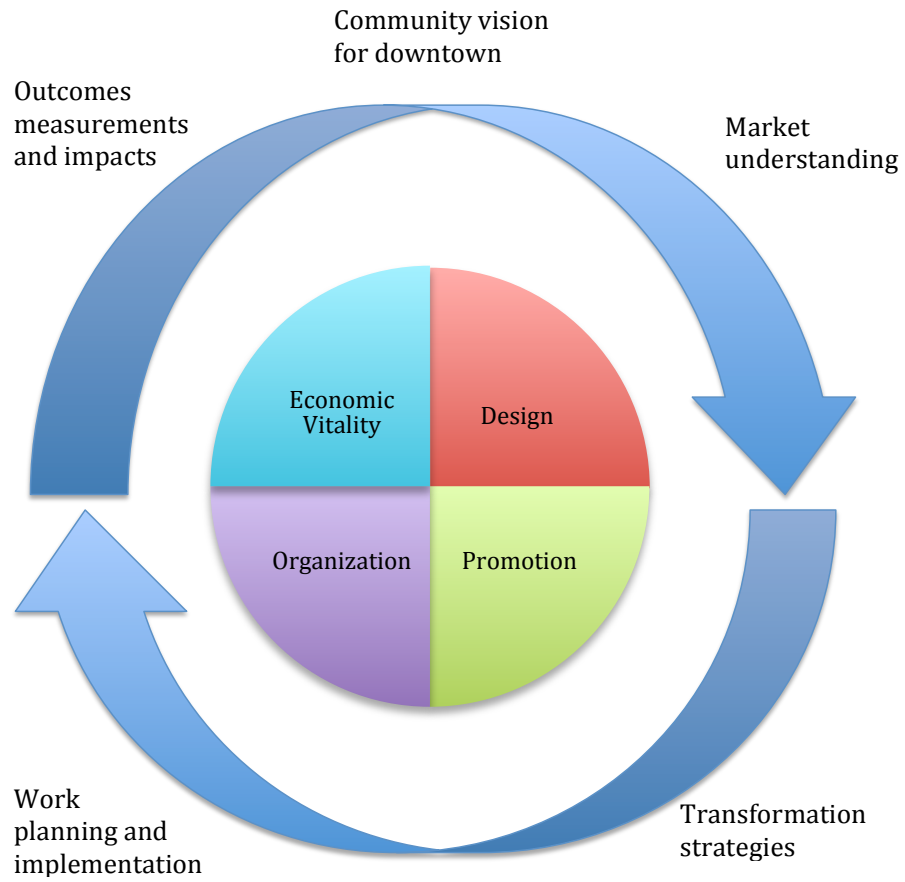 Community vision
for downtown
Outcomes
measurements
and impacts
Market
understanding
Economic
Vitality
Design
Organization
Promotion
Work
planning and
implementation
Transformation
strategies